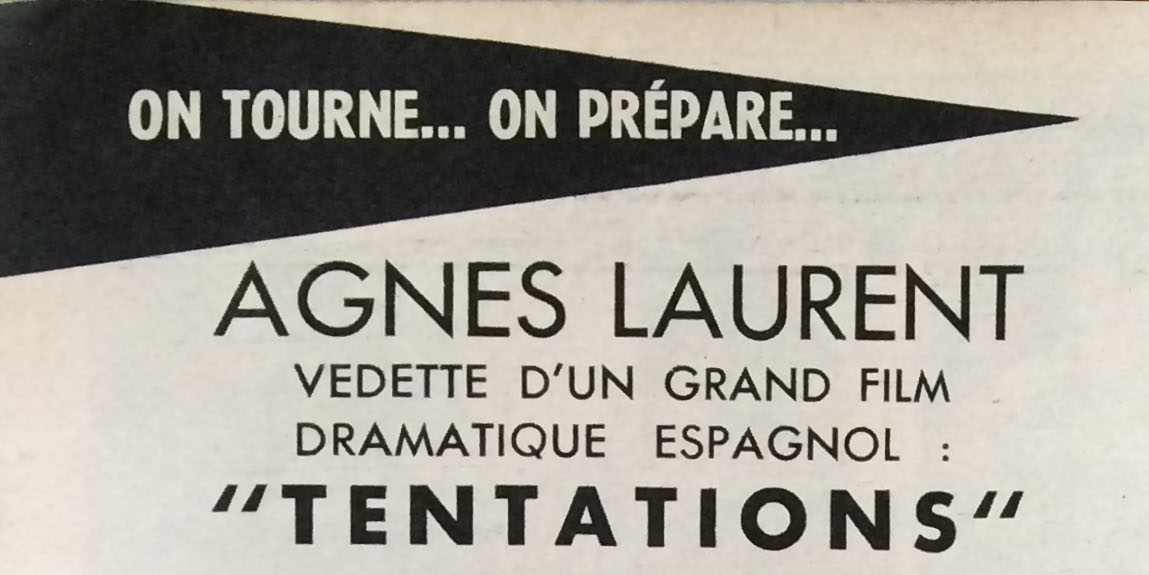 ON TOURNE... ON PRÉPARE...
AGNES LAURENT
VEDETTE D'UN GRAND FILM
DRAMATIQUE ESPAGNOL :
"TENTATIONS"